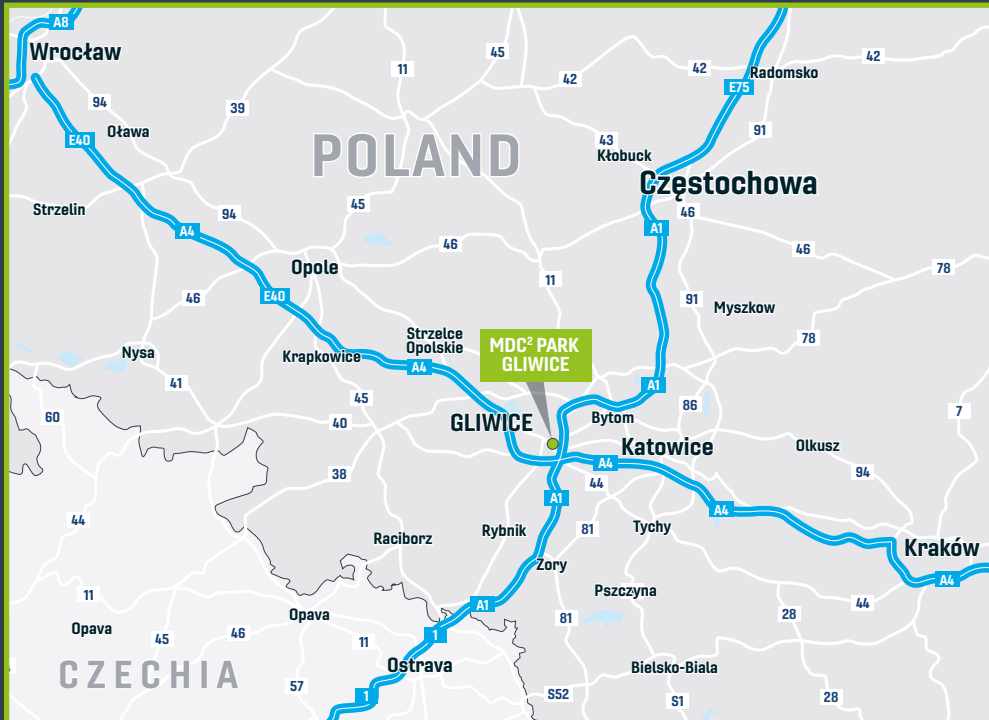 A8
Wrocław
45
11
42
42
42
Radomsko
E75
94
39
E40
Oława
91
43
Kłobuck
POLAND
Częstochowa
Strzelin
94
45
46
A4
A1
46
46
Opole
78
11
E40
46
91
Myszkow
Strzelce
Opolskie
MDC² PARK
GLIWICE
78
Nysa
Krapkowice
A4
41
A1
45
86
60
40
GLIWICE
Bytom
7
Katowice
Olkusz
A4
38
94
44
A1
A4
44
Rybnik
81
Tychy
Raciborz
Kraków
Zory
A4
Pszczyna
11
A1
44
Opava
28
81
Opava
45
46
11
1
Ostrava
Bielsko-Biala
CZECHIA
57
1
S52
S1
28